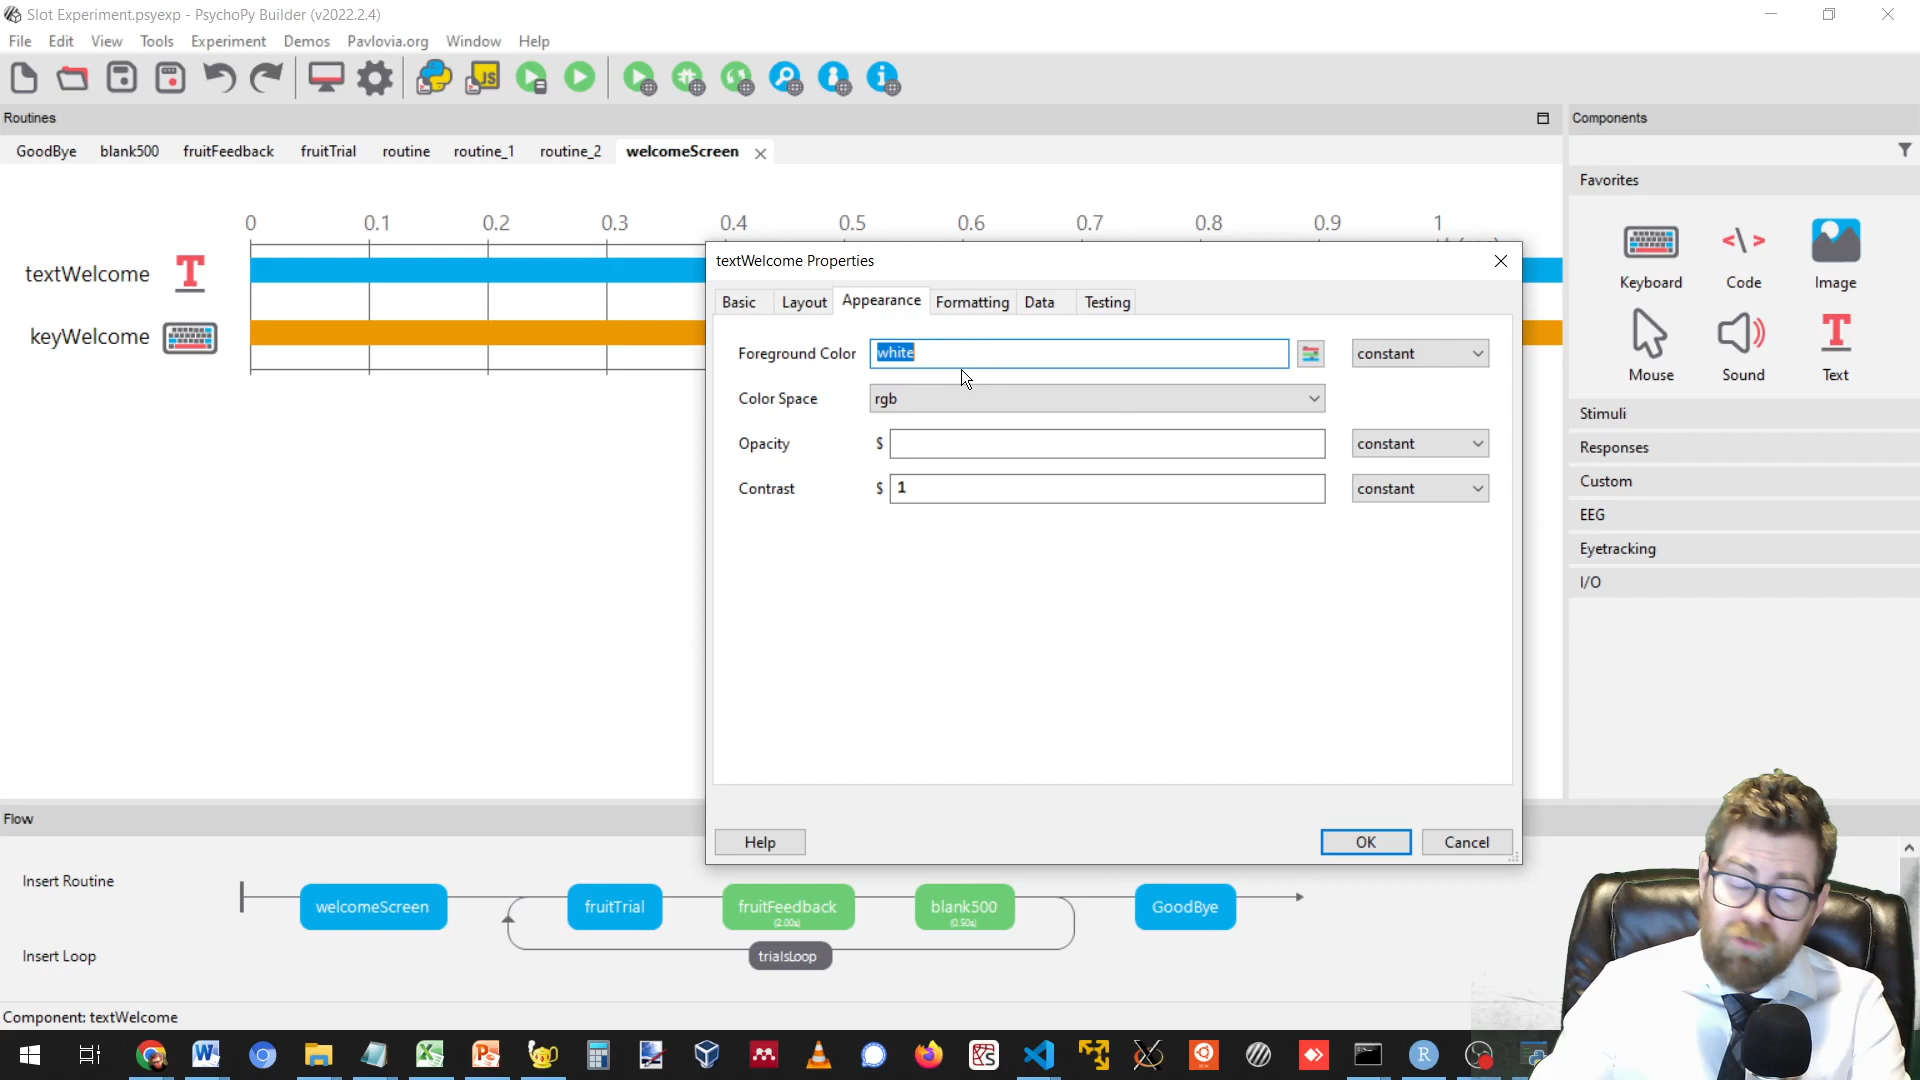 Slot Experiment.psyexp - PsychoPy Builder (v2022.2.4)
File Edit View Tools Experiment Demos Pavlovia.org Window Help
JS
Routines
Components
GoodBye blank500 fruitFeedback fruitTrial routine routine_1 routine_2 welcomeScreen
Favorites
0 0.1 0.2 0.3 0.4 0.5 0.6 0.7 0.8 0.9 1
textWelcome
keyWelcome
textWelcome Properties
Basic Layout Appearance Formatting Data Testing
Foreground Color white constant
Color Space rgb
Opacity $ constant
Contrast $ 1 constant
Help OK Cancel
Keyboard Code Image
Mouse Sound Text
Stimuli
Responses
Custom
EEG
Eyetracking
I/O
Flow
Insert Routine
Insert Loop
welcomeScreen fruitTrial fruitFeedback (2.00s) blank500 (0.50s) GoodBye
trialsLoop
Component: textWelcome